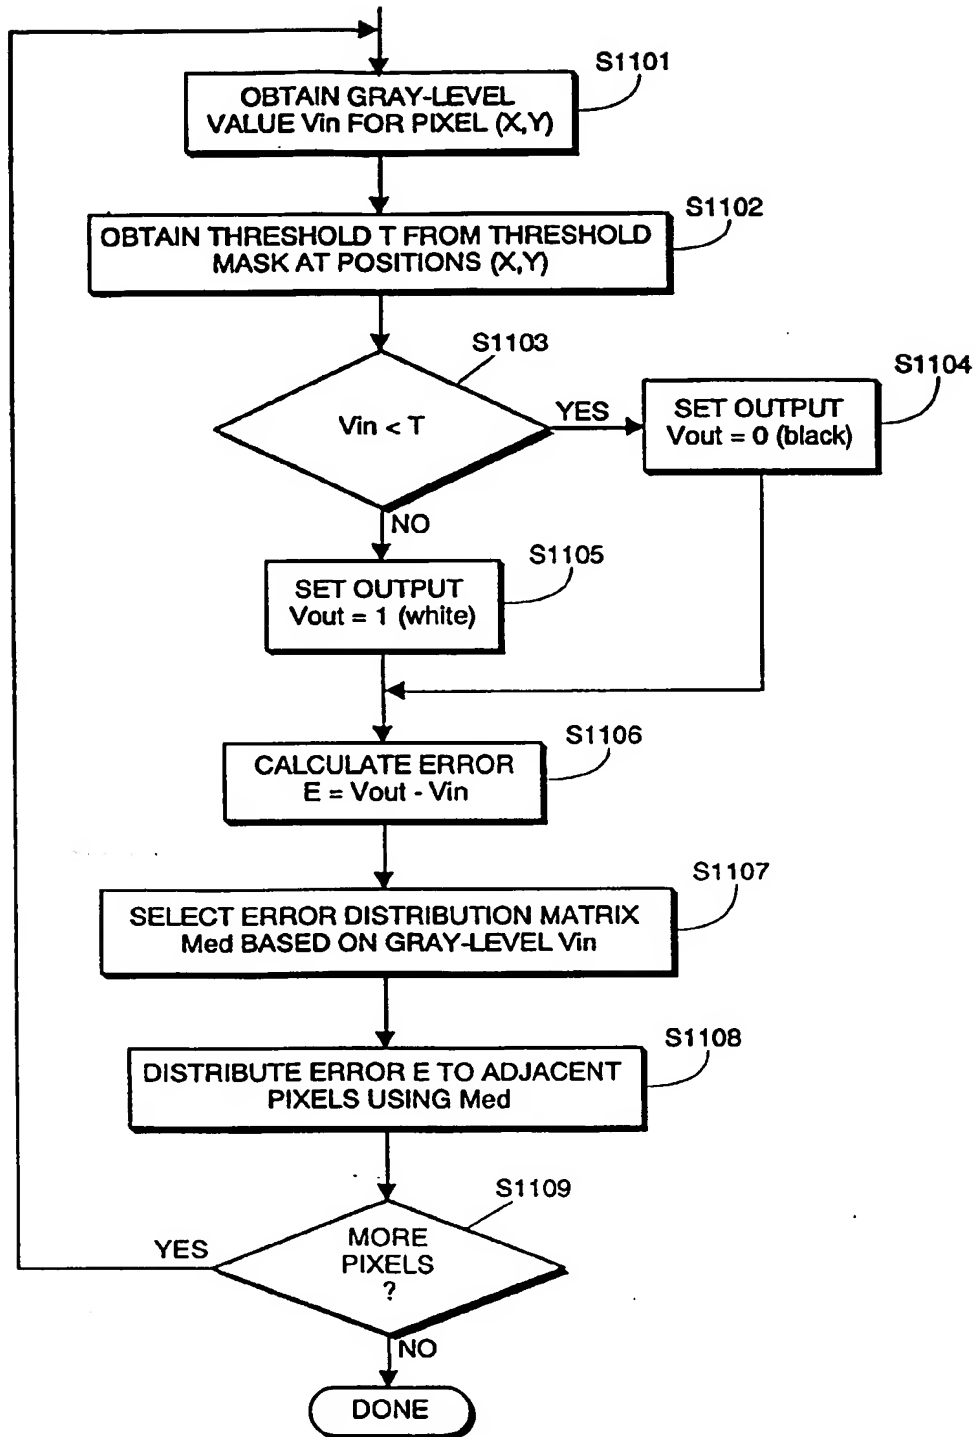 S1101
OBTAIN GRAY-LEVEL
VALUE Vin FOR PIXEL (X,Y)
S1102
OBTAIN THRESHOLD T FROM THRESHOLD
MASK AT POSITIONS (X,Y)
S1103
Vin < T
YES
S1104
SET OUTPUT
Vout = 0 (black)
NO
S1105
SET OUTPUT
Vout = 1 (white)
S1106
CALCULATE ERROR
E = Vout - Vin
S1107
SELECT ERROR DISTRIBUTION MATRIX
Med BASED ON GRAY-LEVEL Vin
S1108
DISTRIBUTE ERROR E TO ADJACENT
PIXELS USING Med
S1109
MORE
PIXELS
?
YES
NO
DONE